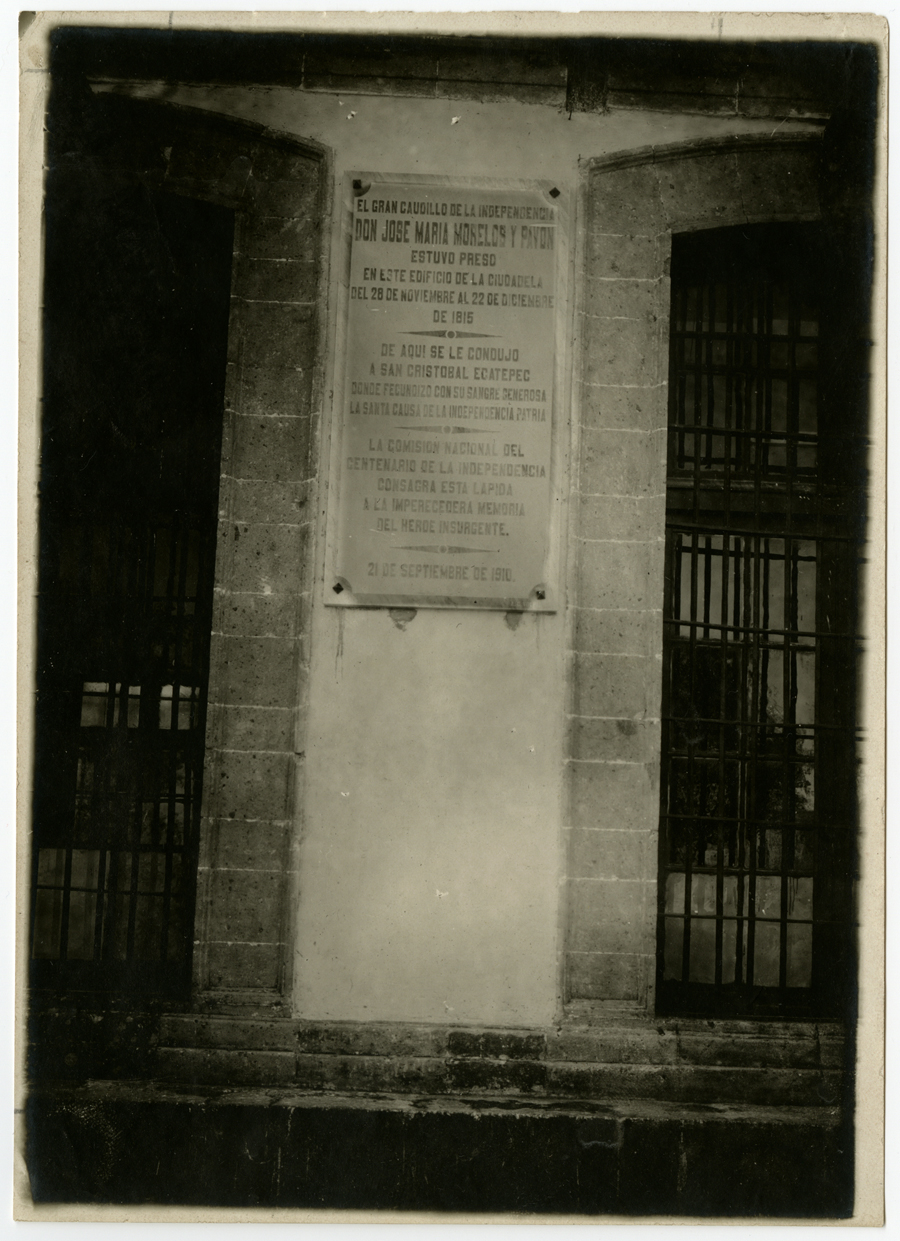 EL GRAN CAUDILLO DE LA INDEPENDENCIA
DON JOSE MARIA MORELOS Y PAVON
ESTUVO PRESO
EN ESTE EDIFICIO DE LA CIUDADELA
DEL 28 DE NOVIEMBRE AL 22 DE DICIEMBRE
DE 1815
DE AQUI SE LE CONDUJO
A SAN CRISTOBAL ECATEPEC
DONDE FECUNDIZO CON SU SANGRE GENEROSA
LA SANTA CAUSA DE LA INDEPENDENCIA PATRIA
LA COMISION NACIONAL DEL
CENTENARIO DE LA INDEPENDENCIA
CONSAGRA ESTA LAPIDA
A LA IMPERECEDERA MEMORIA
DEL HEROE INSURGENTE.
21 DE SEPTIEMBRE DE 1910.